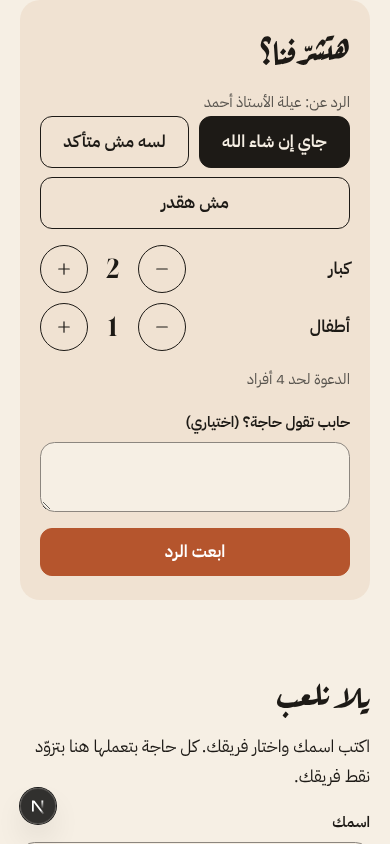 هتشرّفنا؟
الرد عن: عيلة الأستاذ أحمد
جاي إن شاء الله
لسه مش متأكد
مش هقدر
كبار
− 2 +
أطفال
− 1 +
الدعوة لحد 4 أفراد
حابب تقول حاجة؟ (اختياري)
ابعت الرد
يلا نلعب
اكتب اسمك واختار فريقك. كل حاجة بتعملها هنا بتزوّد
نقط فريقك.
اسمك
N